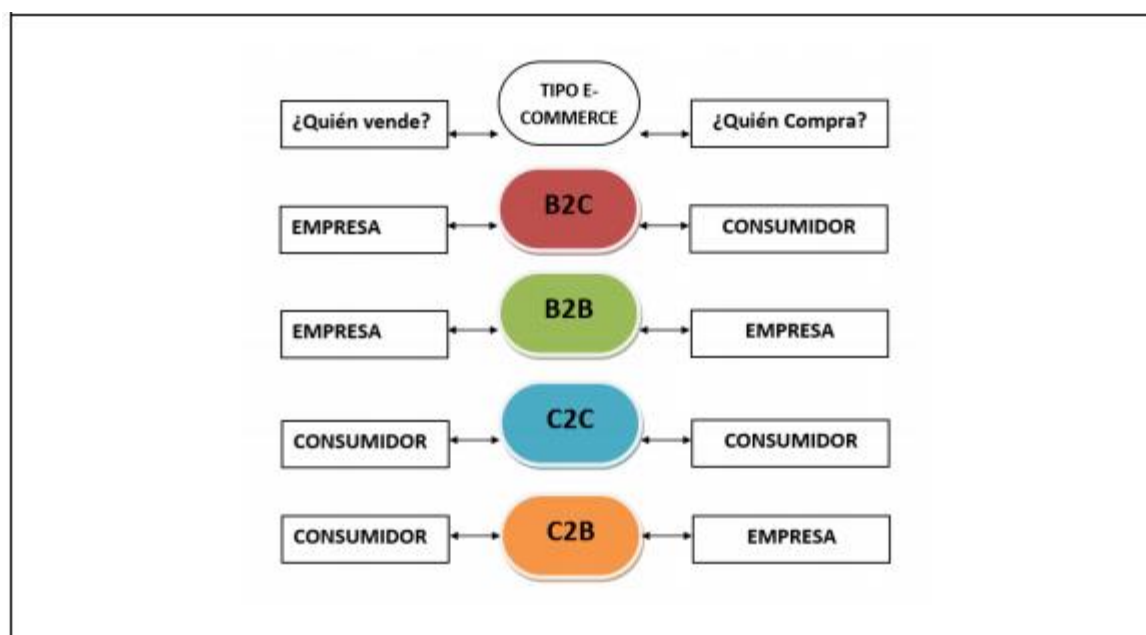 ¿Quién vende?
TIPO E-
COMMERCE
¿Quién Compra?
EMPRESA
B2C
CONSUMIDOR
EMPRESA
B2B
EMPRESA
CONSUMIDOR
C2C
CONSUMIDOR
CONSUMIDOR
C2B
EMPRESA